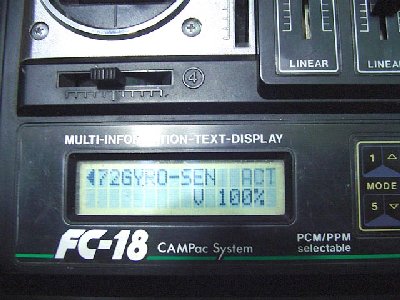 LINEAR LINEAR
4
MULTI-INFORMATION-TEXT-DISPLAY
72GYRO-SEN ACT
V 100%
1
MODE
5
FC-18 CAMPac System
PCM/PPM
selectable